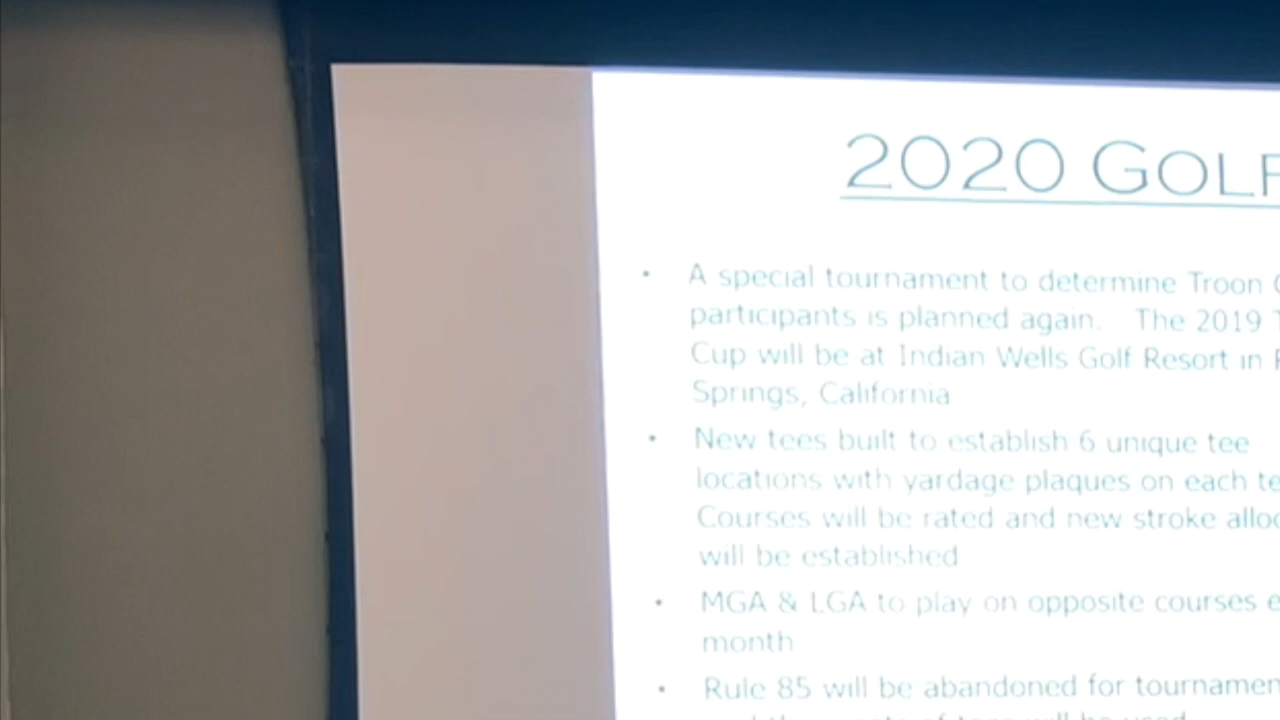 2020 GOLF
• A special tournament to determine Troon
participants is planned again. The 2019
Cup will be at Indian Wells Golf Resort in
Springs, California
• New tees built to establish 6 unique tee
locations with yardage plaques on each
Courses will be rated and new stroke
will be established
• MGA & LGA to play on opposite courses
month
• Rule 85 will be abandoned for